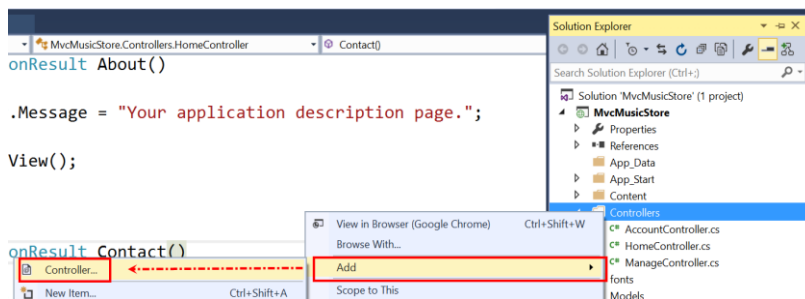 MvcMusicStore.Controllers.HomeController
Contact()
onResult About()
.Message = "Your application description page.";
View();
onResult Contact()
Controller...
New Item... Ctrl+Shift+A
View in Browser (Google Chrome) Ctrl+Shift+W
Browse With...
Add
Scope to This
Solution Explorer
Search Solution Explorer (Ctrl+;)
Solution 'MvcMusicStore' (1 project)
MvcMusicStore
Properties
References
App_Data
App_Start
Content
Controllers
C# AccountController.cs
C# HomeController.cs
C# ManageController.cs
fonts
Models